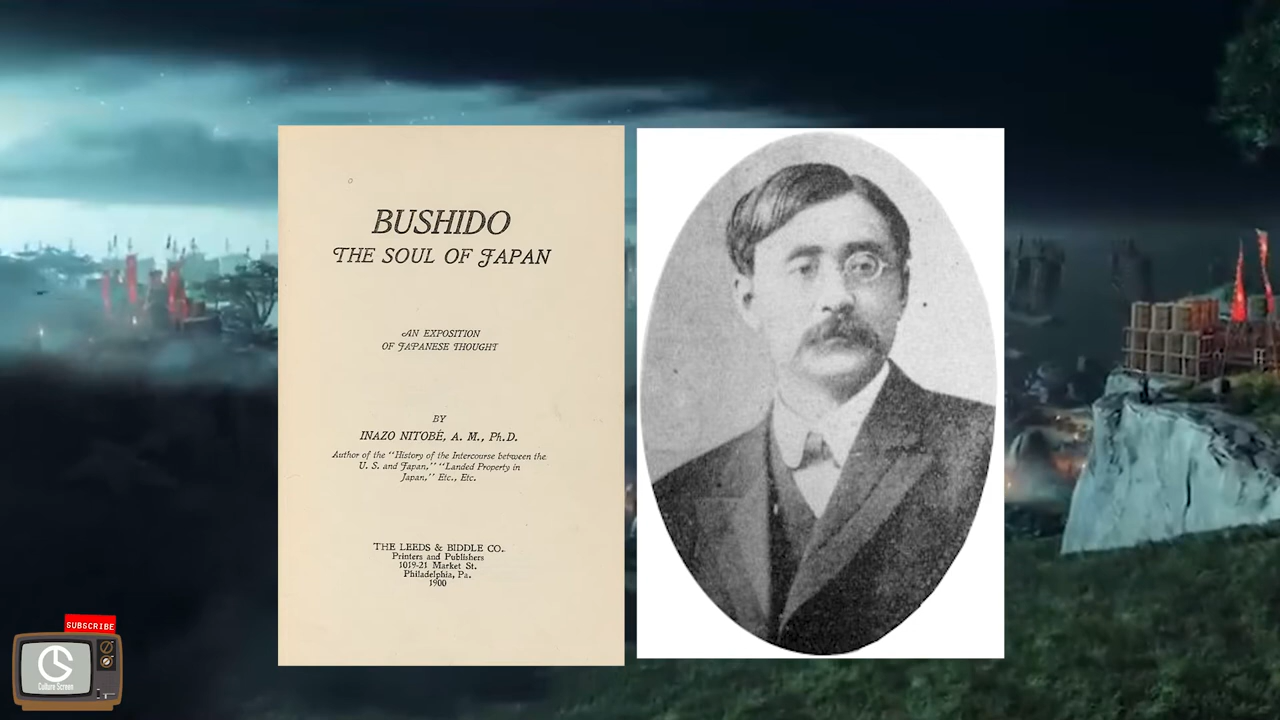 BUSHIDO
THE SOUL OF JAPAN
AN EXPOSITION
OF JAPANESE THOUGHT
BY
INAZO NITOBÉ, A. M., Ph.D.
Author of the “History of the Intercourse between the
U. S. and Japan,” “Landed Property in
Japan,” Etc., Etc.
THE LEEDS & BIDDLE CO.
Printers and Publishers
1019-21 Market St.
Philadelphia, Pa.
1900
SUBSCRIBE
Culture Screen